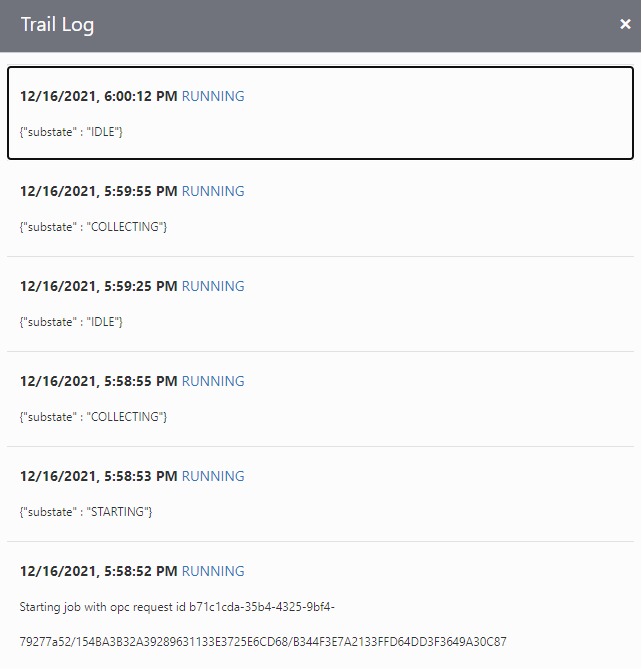 Trail Log
12/16/2021, 6:00:12 PM RUNNING
{"substate" : "IDLE"}
12/16/2021, 5:59:55 PM RUNNING
{"substate" : "COLLECTING"}
12/16/2021, 5:59:25 PM RUNNING
{"substate" : "IDLE"}
12/16/2021, 5:58:55 PM RUNNING
{"substate" : "COLLECTING"}
12/16/2021, 5:58:53 PM RUNNING
{"substate" : "STARTING"}
12/16/2021, 5:58:52 PM RUNNING
Starting job with opc request id b71c1cda-35b4-4325-9bf4-
79277a52/154BA3B32A39289631133E3725E6CD68/B344F3E7A2133FFD64DD3F3649A30C87